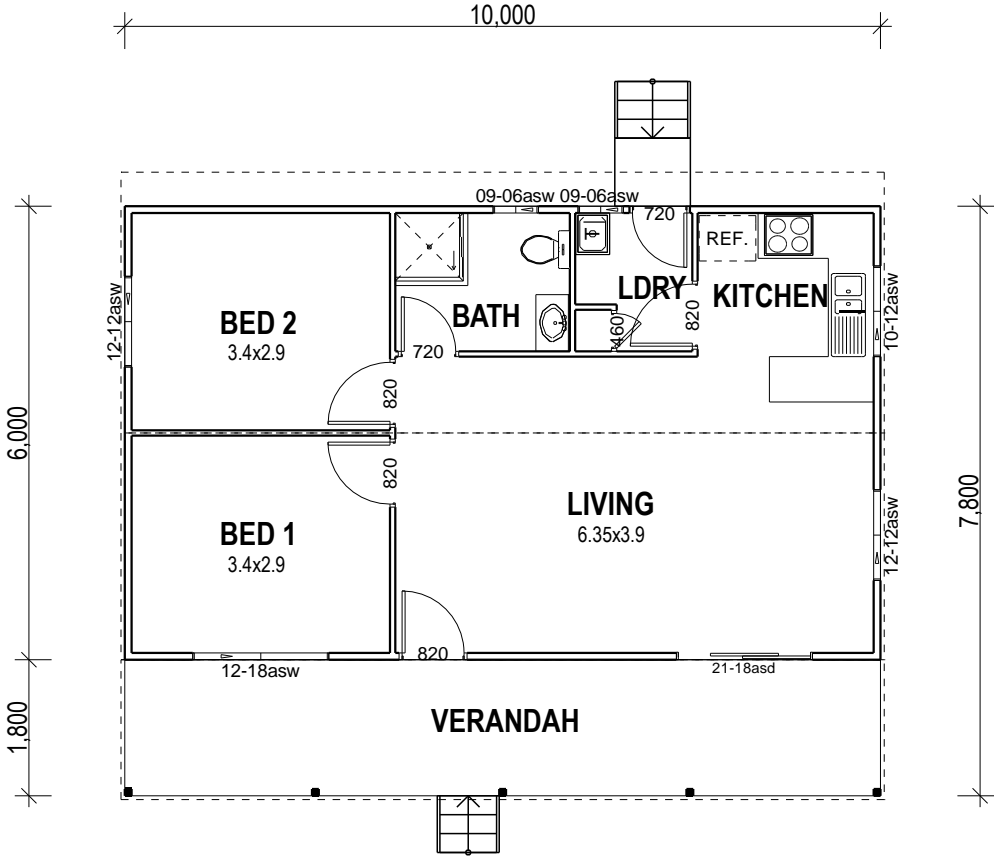 10,000
09-06asw 09-06asw
720
REF.
LDRY
KITCHEN
12-12asw
BED 2
3.4x2.9
BATH
720
460
820
10-12asw
820
6,000
7,800
820
BED 1
3.4x2.9
LIVING
6.35x3.9
12-12asw
820
12-18asw
21-18asd
1,800
VERANDAH